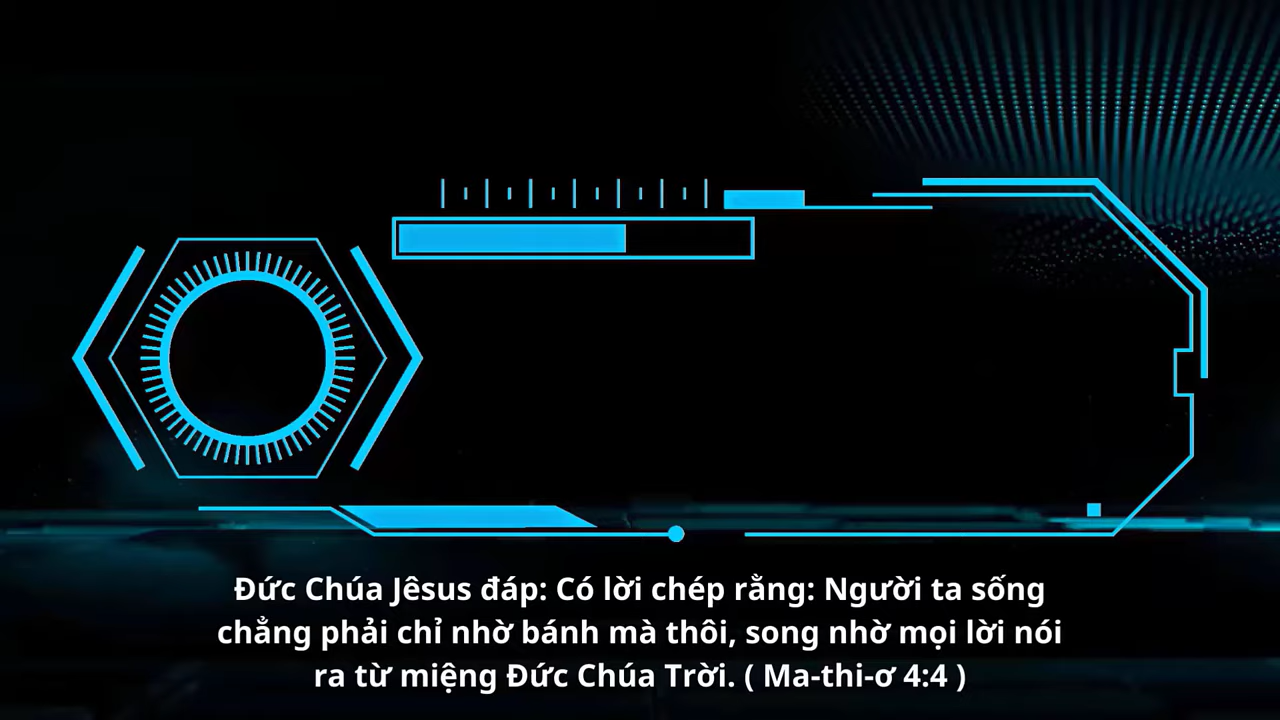 Đức Chúa Jêsus đáp: Có lời chép rằng: Người ta sống
chẳng phải chỉ nhờ bánh mà thôi, song nhờ mọi lời nói
ra từ miệng Đức Chúa Trời. ( Ma-thi-ơ 4:4 )